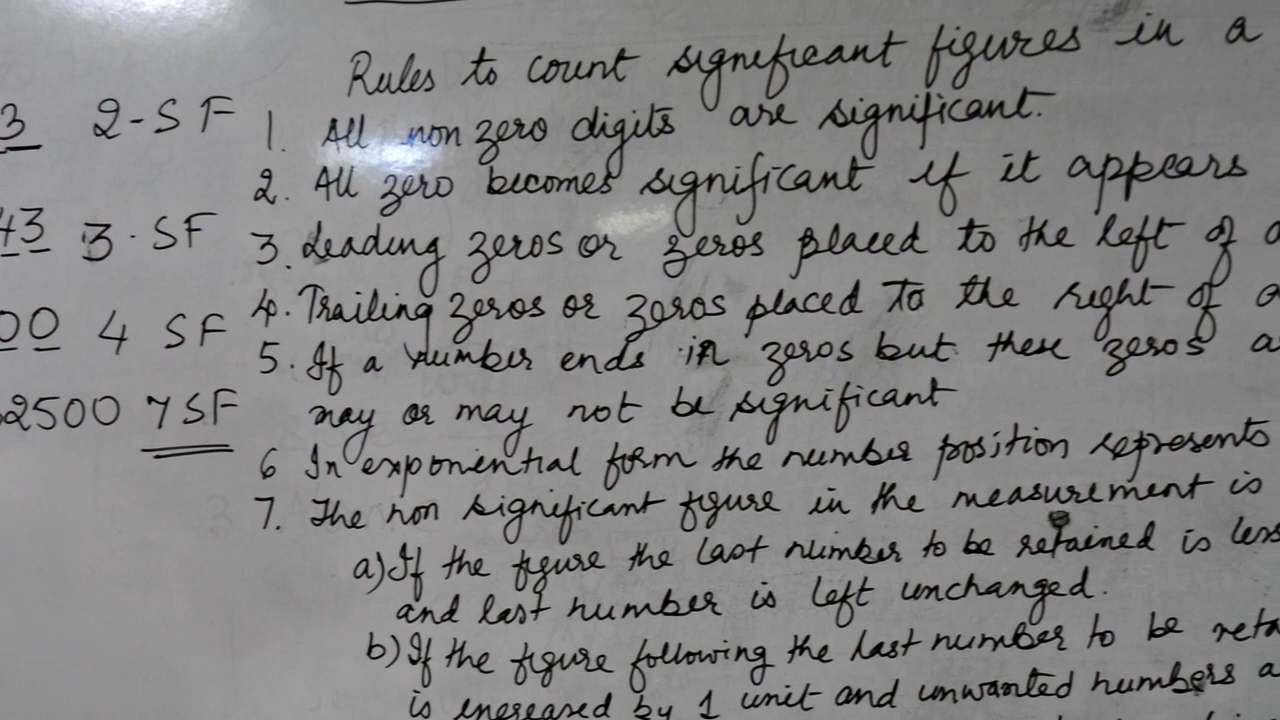 Rules to count significant figures in a
3 2-SF
1. All non zero digits are significant.
2. All zero becomes significant if it appears
43 3. SF
3. Leading zeros or zeros placed to the left of
4. Trailing zeros or zeros placed to the right of
00 4 SF
5. If a number ends in zeros but these zeros a
2500 7 SF
may or may not be significant
6 In exponential form the number position represents
7. The non significant figure in the measurement is
a) If the figure the last number to be retained is less
and last number is left unchanged.
b) If the figure following the last number to be reta
is increased by 1 unit and unwanted numbers a